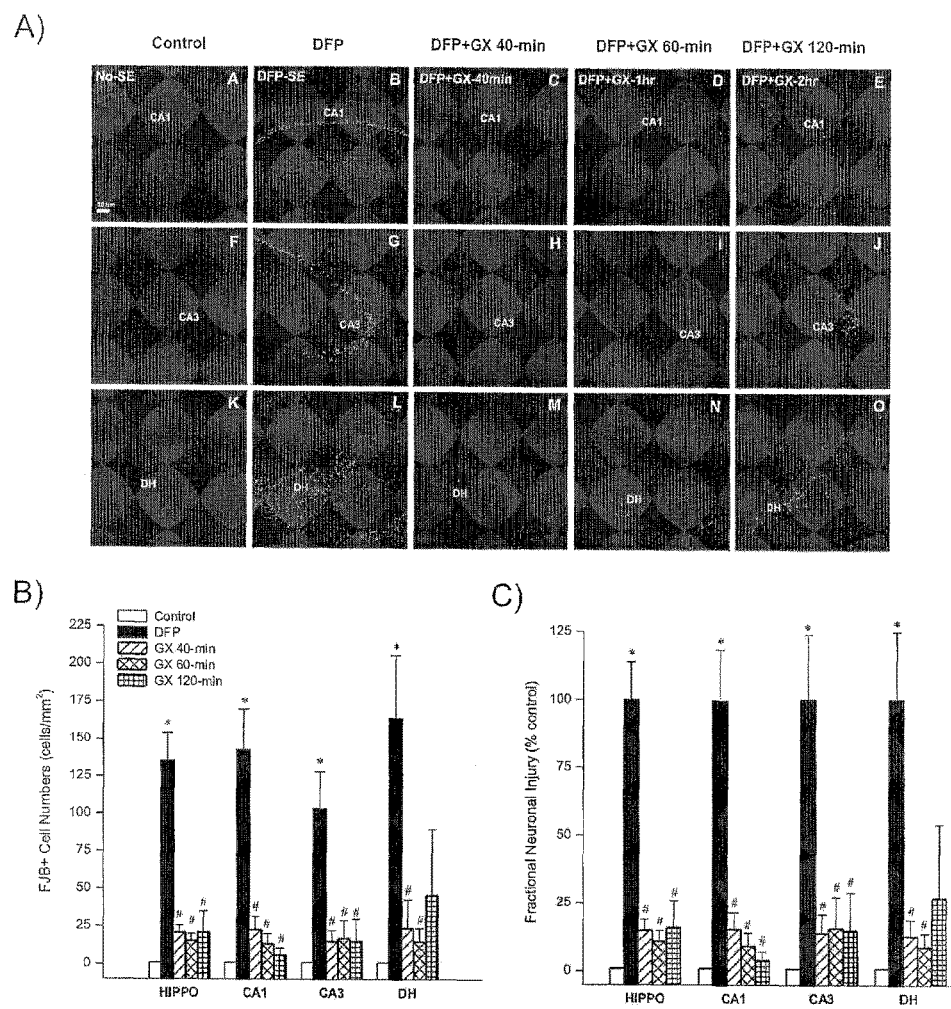 A)
Control DFP DFP+GX 40-min DFP+GX 60-min DFP+GX 120-min
No-SE A DFP-SE B DFP+GX-40min C DFP+GX-1hr D DFP+GX-2hr E
CA1 CA1 CA1 CA1 CA1
F G H I J
CA3 CA3 CA3 CA3 CA3
K L M N O
DH DH DH DH DH
B)
Control
DFP
GX 40-min
GX 60-min
GX 120-min
FJB+ Cell Numbers (cells/mm²)
225
200
175
150
125
100
75
50
25
0
* * * *
# # # # # # # # # # #
HIPPO CA1 CA3 DH
C)
Fractional Neuronal Injury (% control)
125
100
75
50
25
0
* * * *
# # # # # # # # # # #
HIPPO CA1 CA3 DH